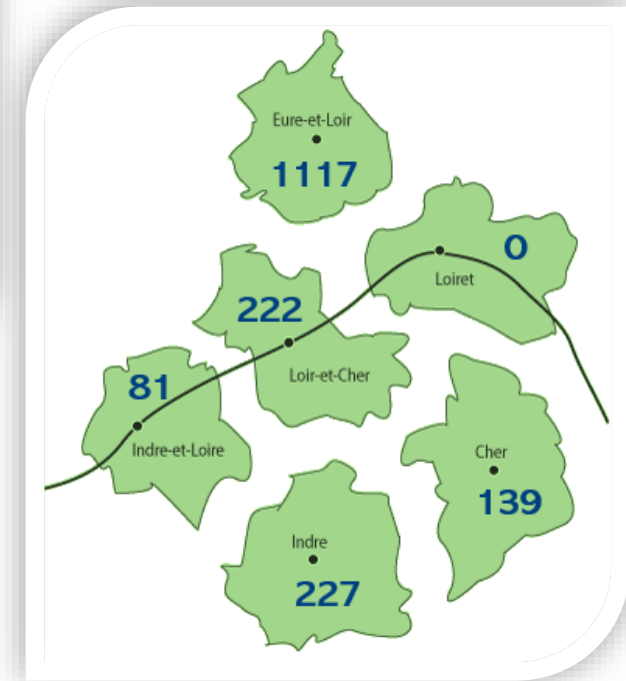 Eure-et-Loir
1117
0
Loiret
222
Loir-et-Cher
81
Indre-et-Loire
Cher
139
Indre
227